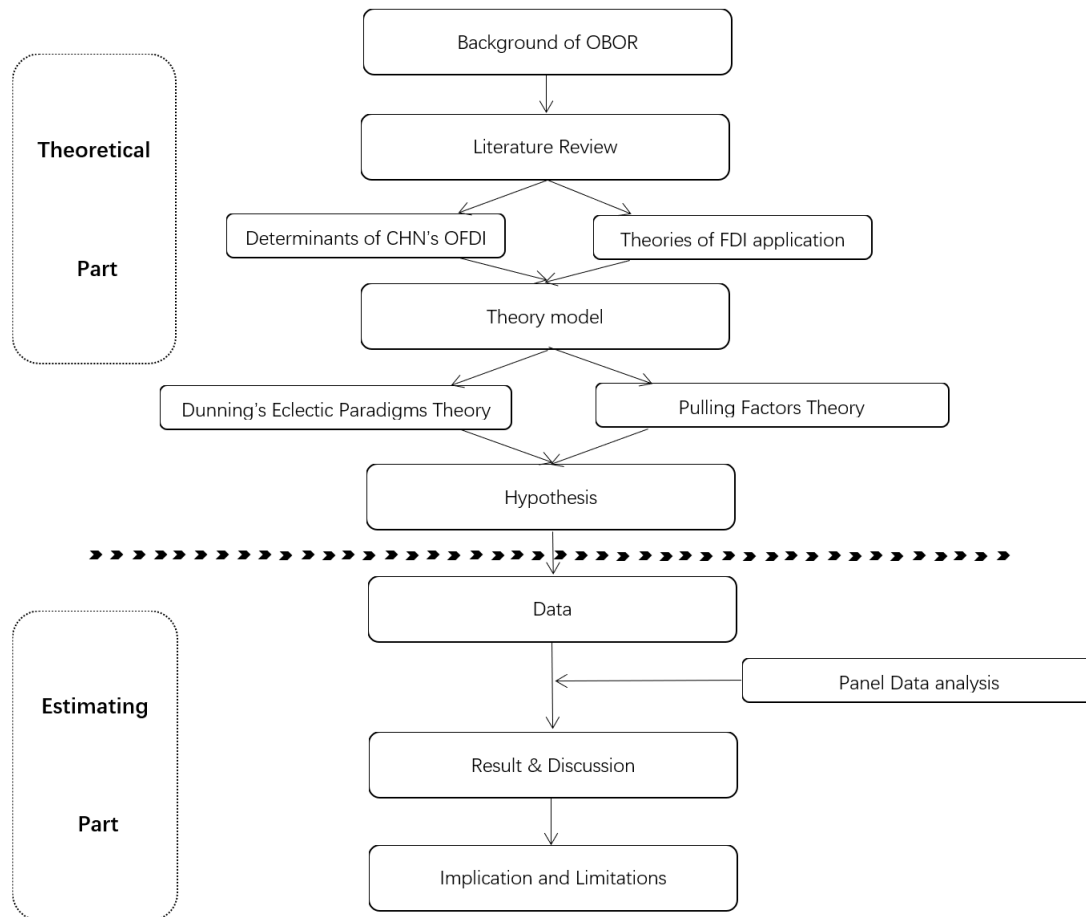 Background of OBOR
Theoretical
Part
Literature Review
Determinants of CHN's OFDI
Theories of FDI application
Theory model
Dunning's Eclectic Paradigms Theory
Pulling Factors Theory
Hypothesis
Data
Estimating
Part
Panel Data analysis
Result & Discussion
Implication and Limitations